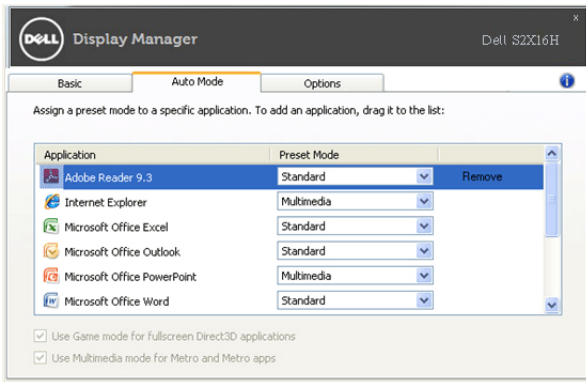 DELL Display Manager Dell S2X16H x
Basic Auto Mode Options
Assign a preset mode to a specific application. To add an application, drag it to the list:
Application Preset Mode
Adobe Reader 9.3 Standard Remove
Internet Explorer Multimedia
Microsoft Office Excel Standard
Microsoft Office Outlook Standard
Microsoft Office PowerPoint Multimedia
Microsoft Office Word Standard
Use Game mode for fullscreen Direct3D applications
Use Multimedia mode for Metro and Metro apps